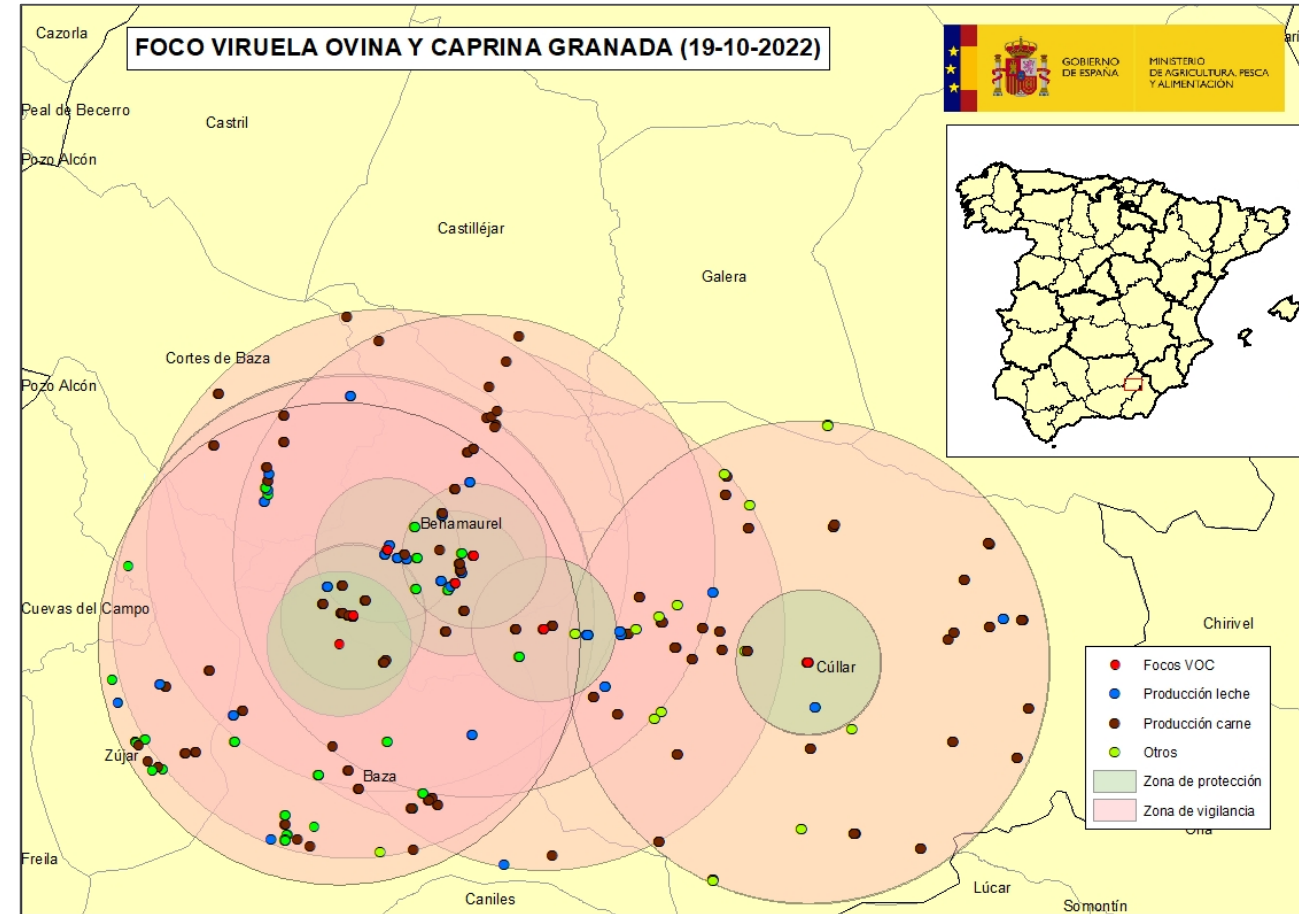 Cazorla
FOCO VIRUELA OVINA Y CAPRINA GRANADA (19-10-2022)
GOBIERNO
DE ESPAÑA
MINISTERIO
DE AGRICULTURA, PESCA
Y ALIMENTACIÓN
Peal de Becerro
Castril
Pozo Alcón
Castilléjar
Galera
Cortes de Baza
Pozo Alcón
Benamaurel
Cuevas del Campo
Chirivel
Cúllar
Focos VOC
Producción leche
Producción carne
Otros
Zona de protección
Zona de vigilancia
Zújar
Baza
Freila
Caniles
Lúcar
Somontín